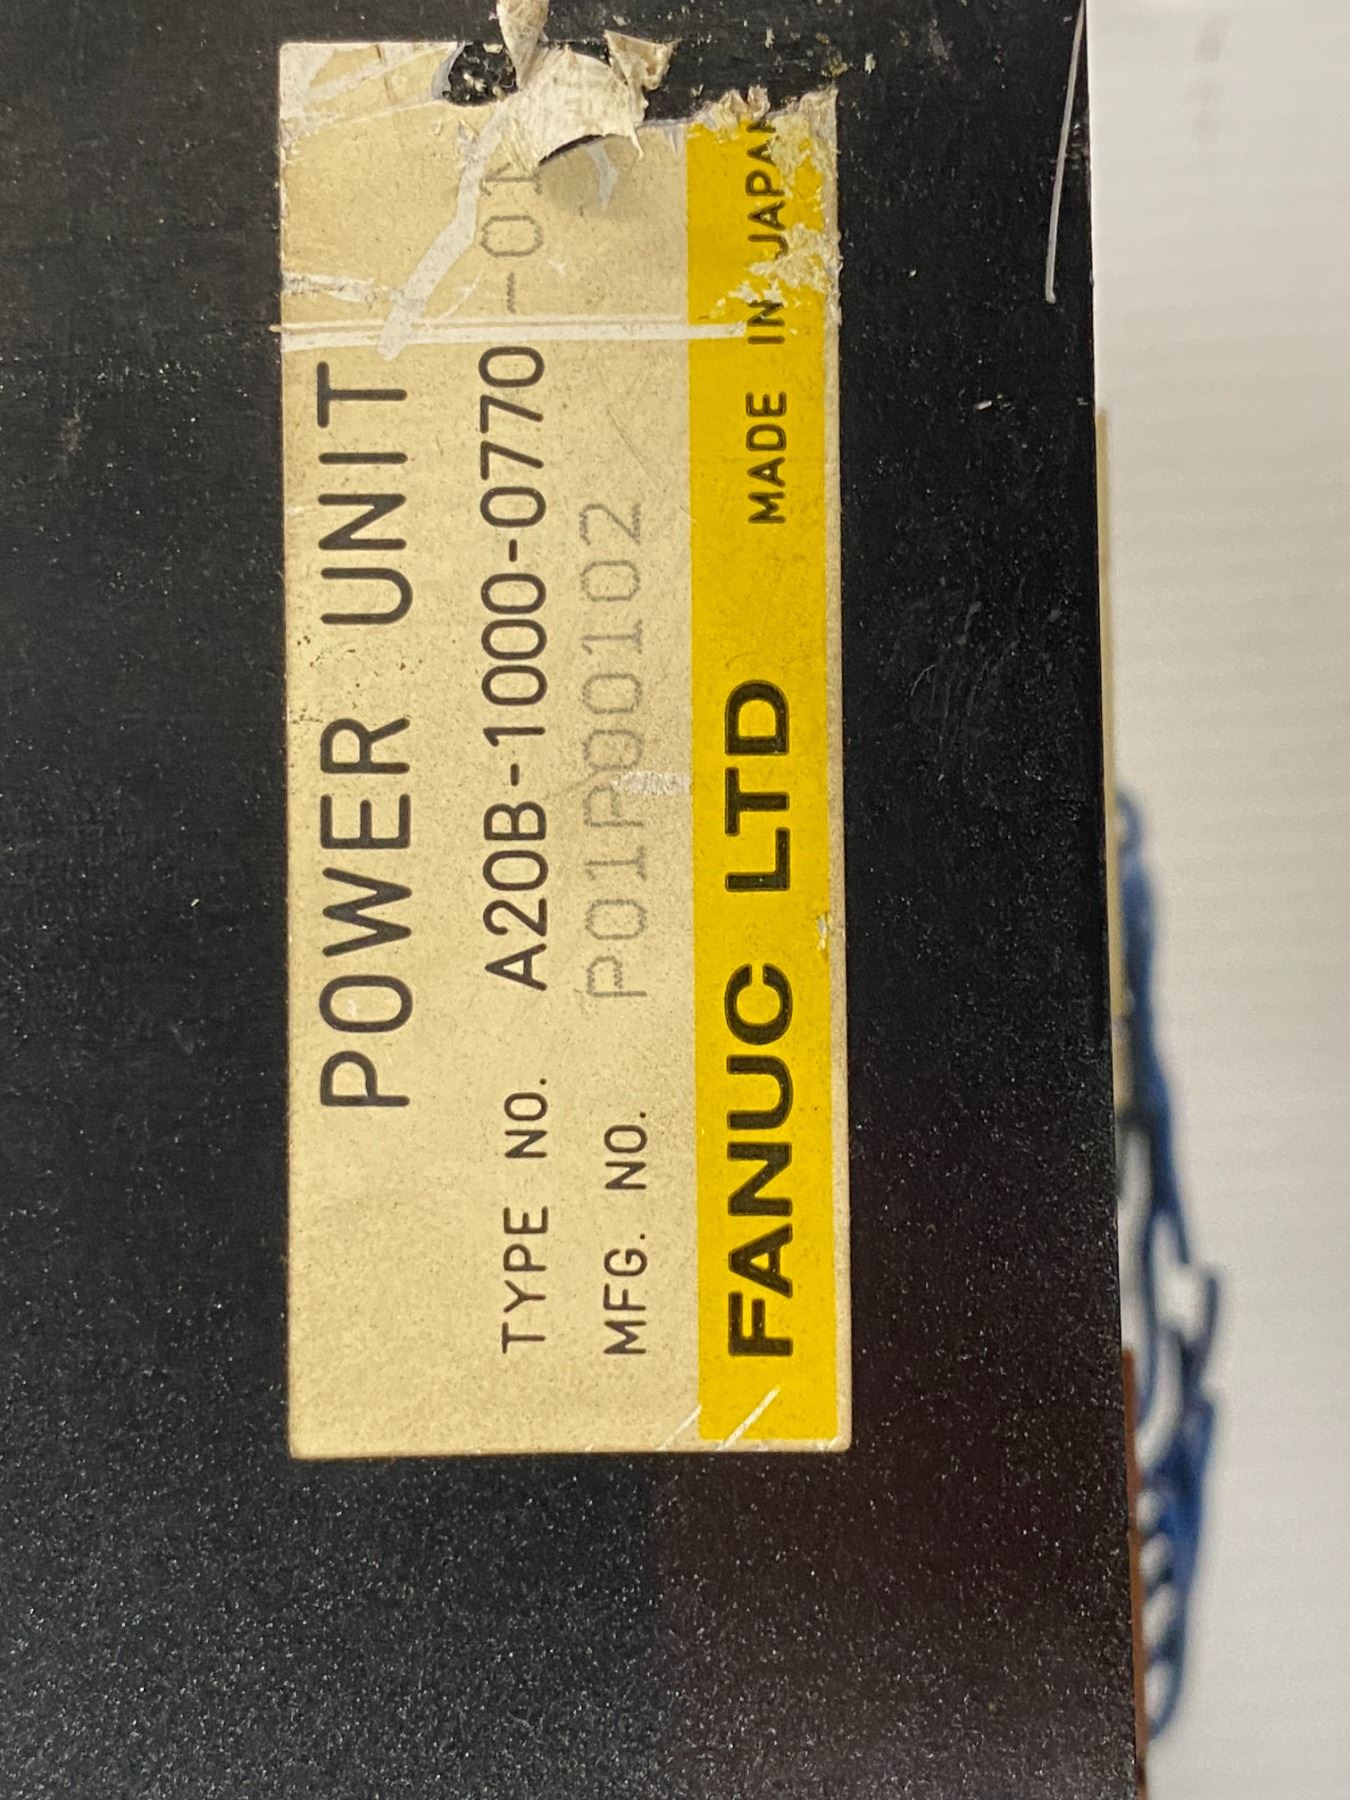 POWER UNIT
TYPE NO. A20B-1000-0770-01
MFG. NO. P01P00102
FANUC LTD MADE IN JAPAN